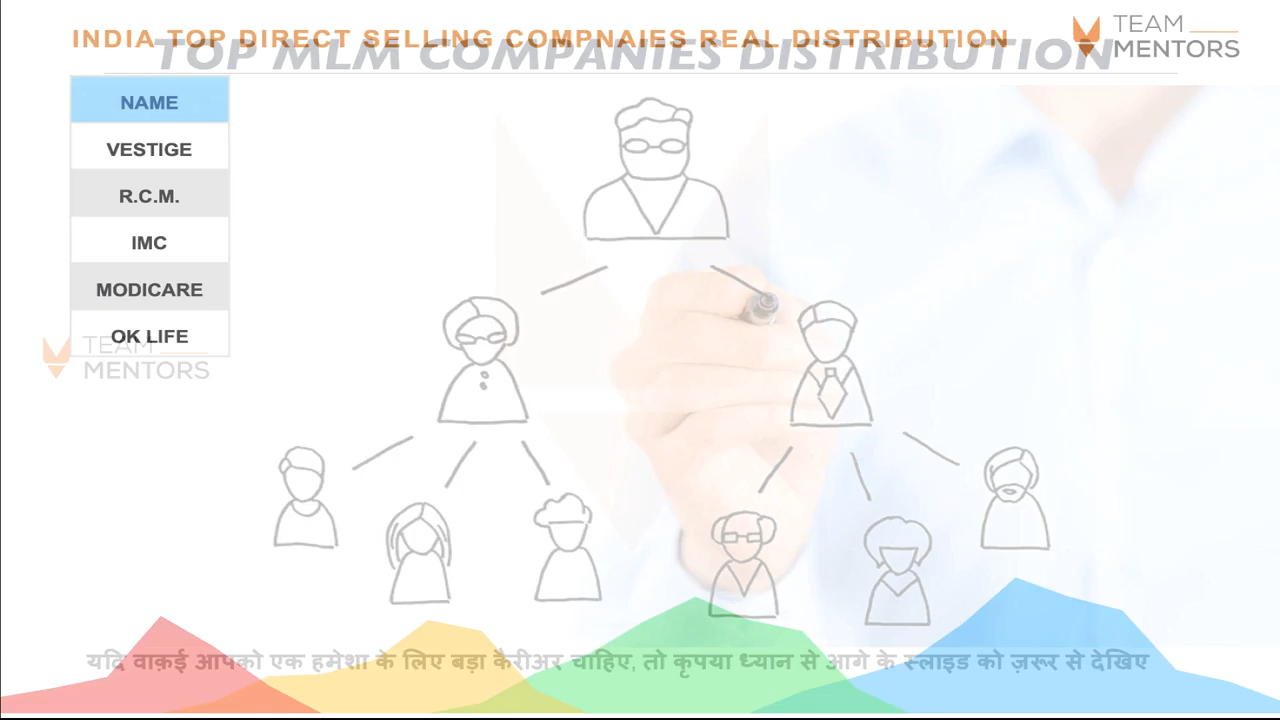 INDIA TOP DIRECT SELLING COMPNAIES REAL DISTRIBUTION
TOP MLM COMPANIES DISTRIBUTION
TEAM
MENTORS
NAME
VESTIGE
R.C.M.
IMC
MODICARE
OK LIFE
TEAM
MENTORS
यदि वाक़ई आपको एक हमेशा के लिए बड़ा कैरीअर चाहिए, तो कृपया ध्यान से आगे के स्लाइड को ज़रूर से देखिए